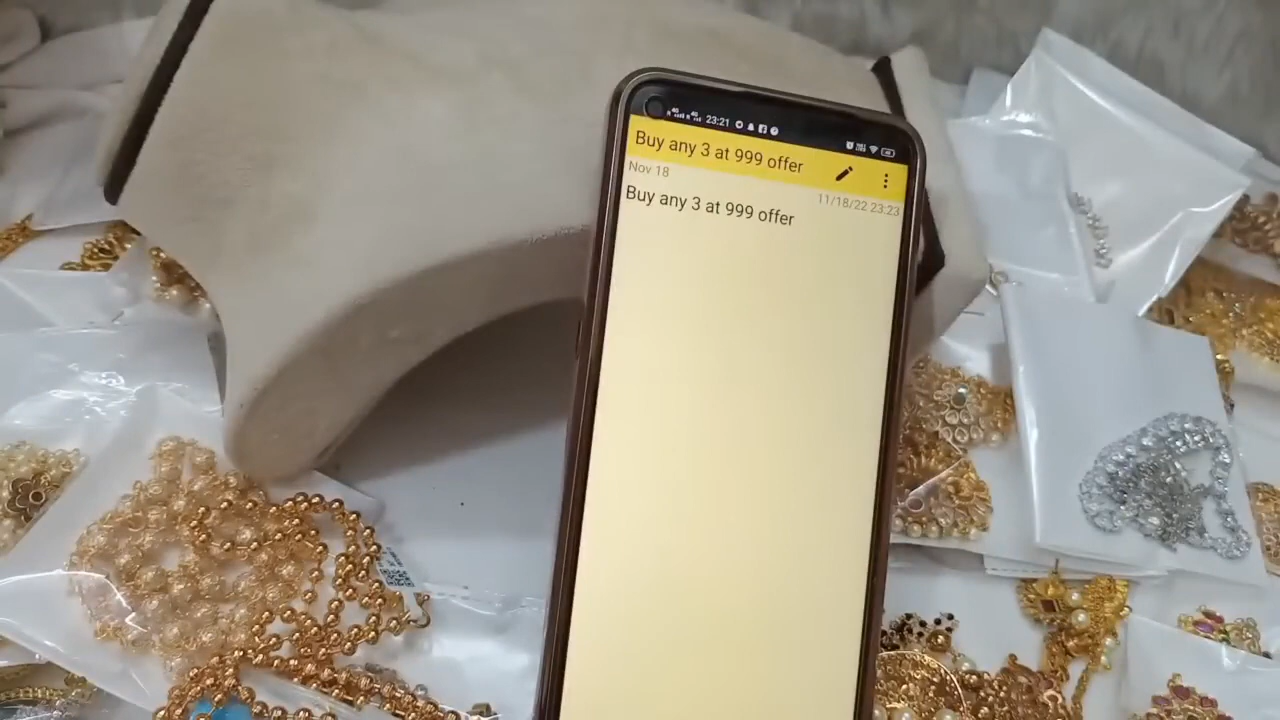 23:21
Buy any 3 at 999 offer
Nov 18
11/18/22 23:23
Buy any 3 at 999 offer